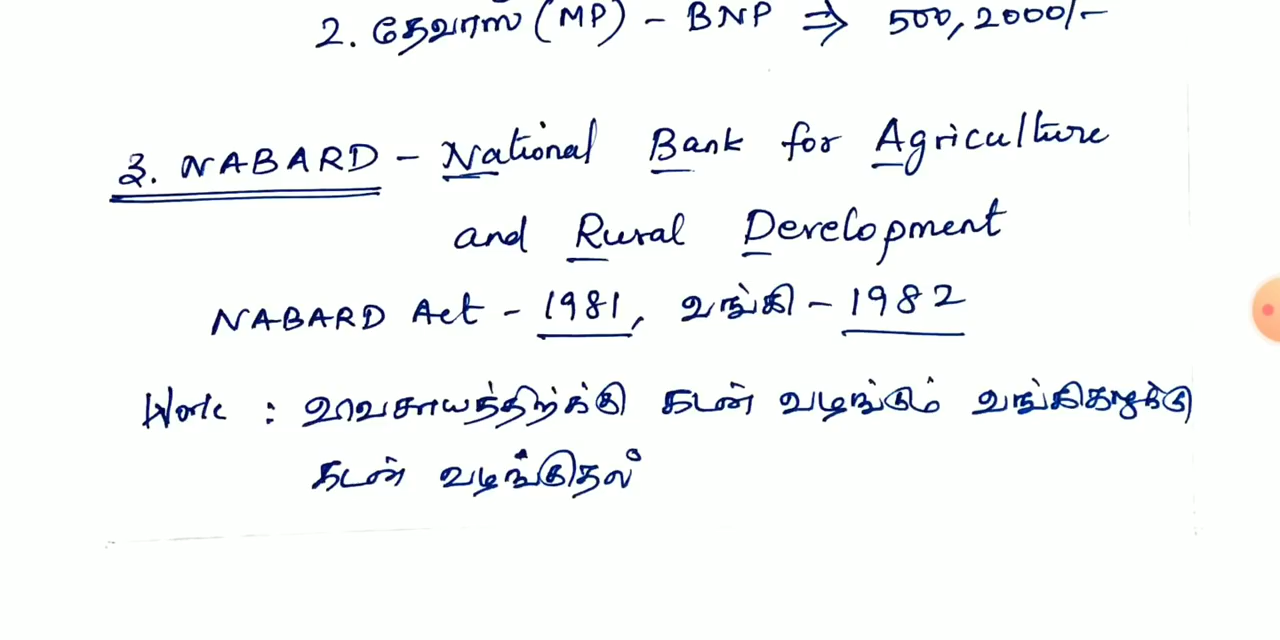 2. தேவாஸ் (MP) - BNP ⇒ 500, 2000/-
3. NABARD - National Bank for Agriculture
and Rural Development
NABARD Act - 1981, வங்கி - 1982
Work : விவசாயத்திற்க்கு கடன் வழங்கும் வங்கிகளுக்கு
கடன் வழங்குதல்